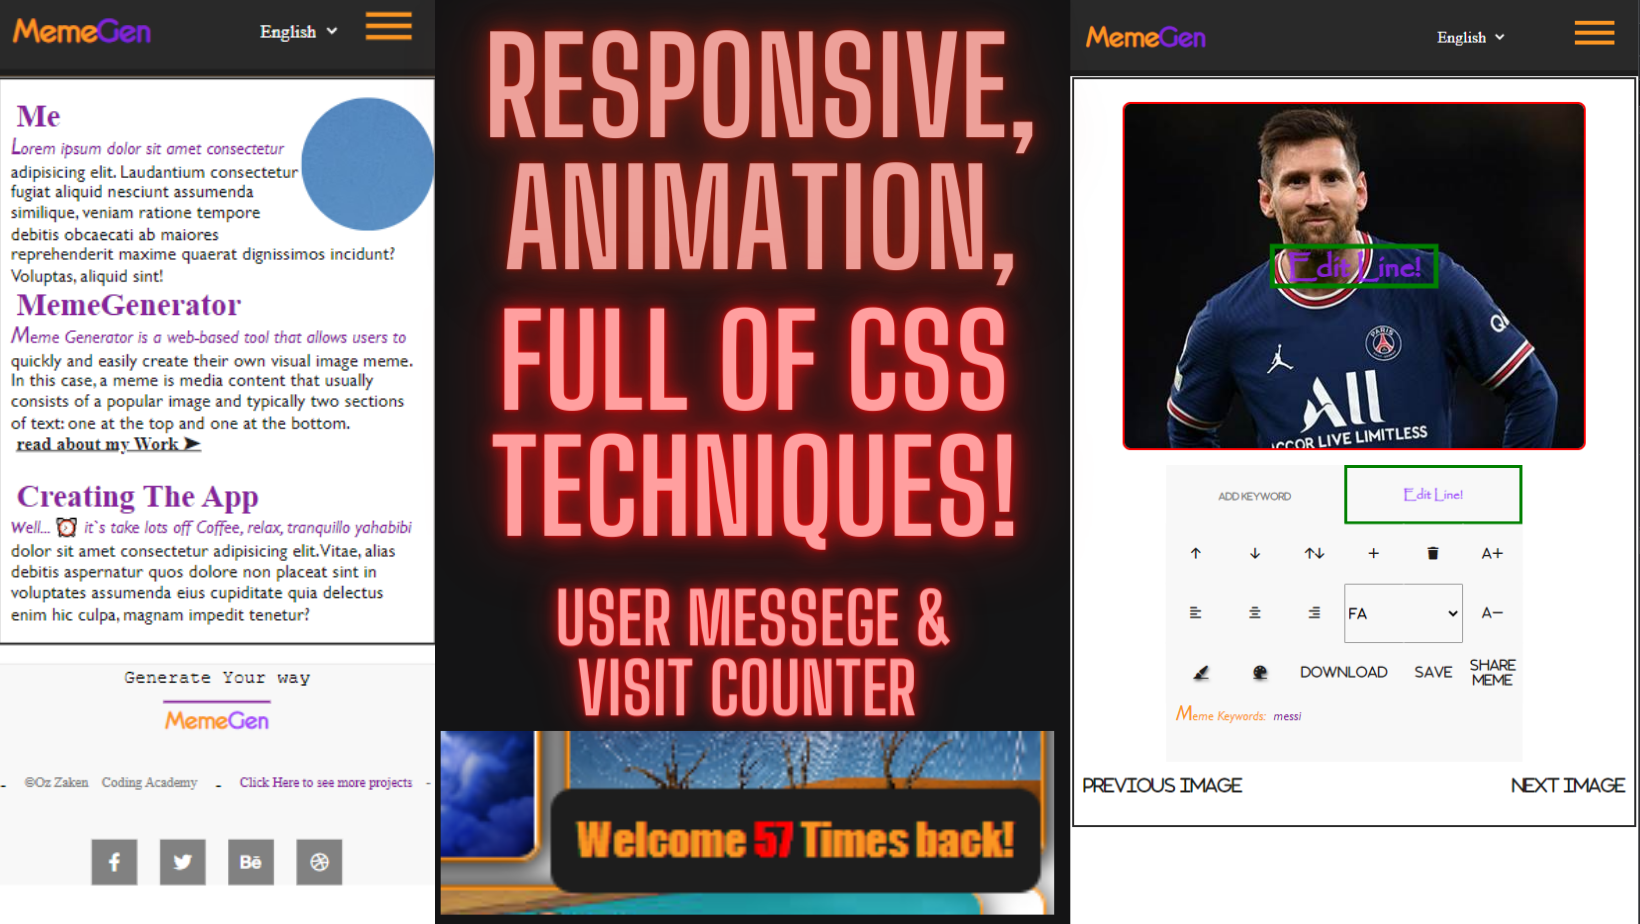 MemeGen
English
Me
Lorem ipsum dolor sit amet consectetur
adipisicing elit. Laudantium consectetur
fugiat aliquid nesciunt assumenda
similique, veniam ratione tempore
debitis obcaecati ab maiores
reprehenderit maxime quaerat dignissimos incidunt?
Voluptas, aliquid sint!
MemeGenerator
Meme Generator is a web-based tool that allows users to
quickly and easily create their own visual image meme.
In this case, a meme is media content that usually
consists of a popular image and typically two sections
of text: one at the top and one at the bottom.
read about my Work ➤
Creating The App
Well... ⏰ it`s take lots off Coffee, relax, tranquillo yahabibi
dolor sit amet consectetur adipisicing elit. Vitae, alias
debitis aspernatur quos dolore non placeat sint in
voluptates assumenda eius cupiditate quia delectus
enim hic culpa, magnam impedit tenetur?
Generate Your way
MemeGen
- ©Oz Zaken Coding Academy - Click Here to see more projects -
f Bē
RESPONSIVE,
ANIMATION,
FULL OF CSS
TECHNIQUES!
USER MESSEGE &
VISIT COUNTER
Welcome 57 Times back!
MemeGen
English
Edit Line!
PARIS
ALL
ACCOR LIVE LIMITLESS
ADD KEYWORD
Edit Line!
↑ ↓ ↑↓ + A+
FA A-
DOWNLOAD SAVE SHARE
MEME
Meme Keywords: messi
PREVIOUS IMAGE
NEXT IMAGE